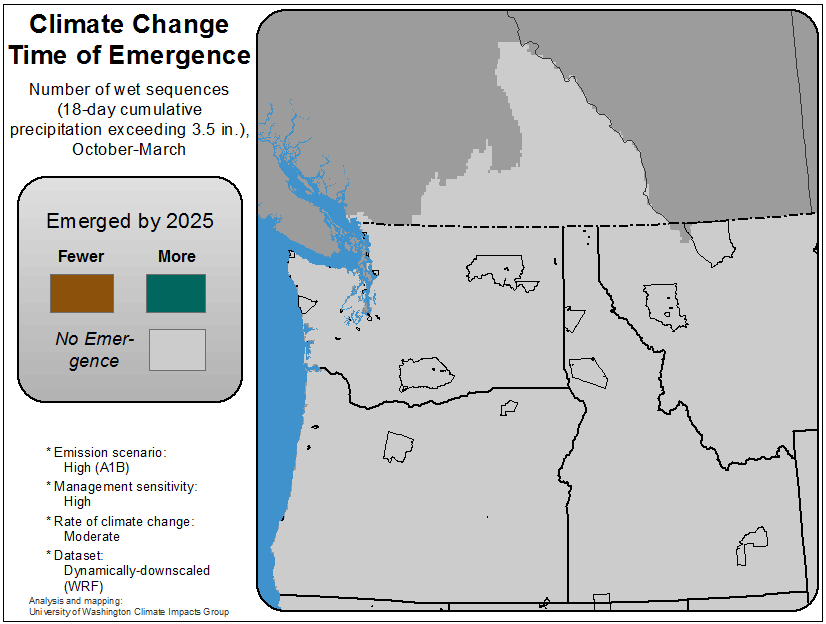 Climate Change
Time of Emergence
Number of wet sequences
(18-day cumulative
precipitation exceeding 3.5 in.),
October-March
Emerged by 2025
Fewer More
No Emer-
gence
* Emission scenario:
High (A1B)
* Management sensitivity:
High
* Rate of climate change:
Moderate
* Dataset:
Dynamically-downscaled
(WRF)
Analysis and mapping:
University of Washington Climate Impacts Group